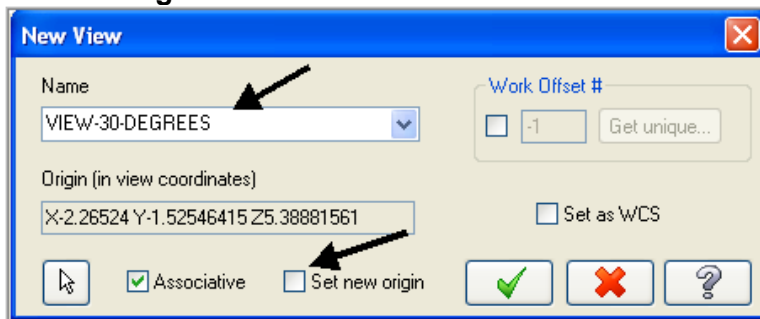 New View
Name
VIEW-30-DEGREES
Work Offset #
-1 Get unique...
Origin (in view coordinates)
X-2.26524 Y-1.52546415 Z5.38881561
Set as WCS
Associative Set new origin
?